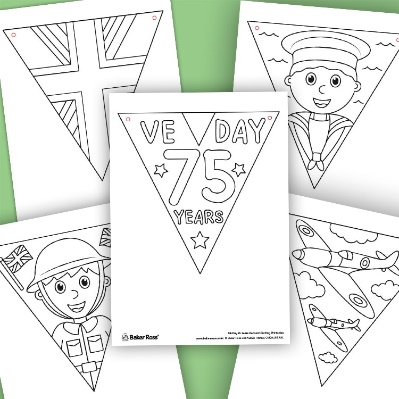 VE DAY
75
YEARS
Baker Ross